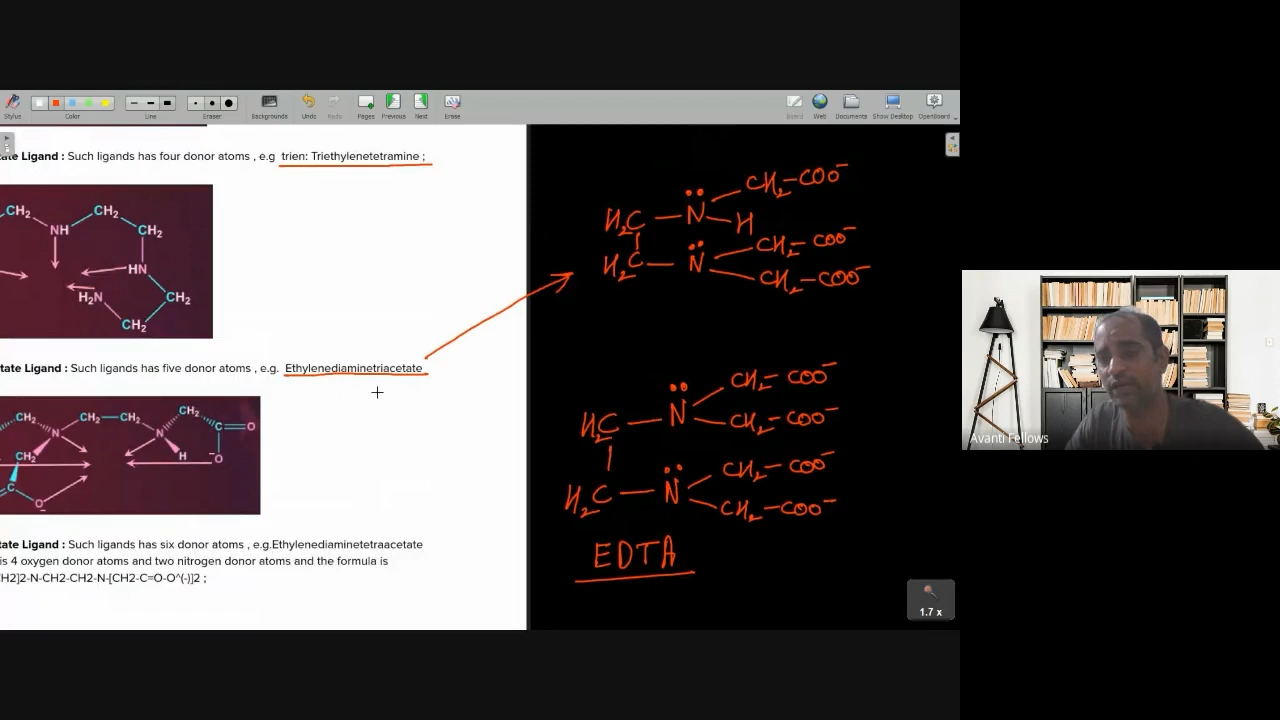 Stylus Color Line Eraser Backgrounds Undo Redo Pages Previous Next Erase Board Web Documents Show Desktop OpenBoard
ate Ligand : Such ligands has four donor atoms , e.g trien: Triethylenetetramine ;
CH2 CH2
NH CH2
HN
H2N CH2
CH2
tate Ligand : Such ligands has five donor atoms , e.g. Ethylenediaminetriacetate
CH2 CH2—CH2 CH2
N N C=O
CH2 H -O
C
O-
tate Ligand : Such ligands has six donor atoms , e.g.Ethylenediaminetetraacetate
is 4 oxygen donor atoms and two nitrogen donor atoms and the formula is
CH2]2-N-CH2-CH2-N-[CH2-C=O-O^(-)]2 ;
CH2-COO-
H2C — N — H
H2C — N CH2- COO-
CH2-COO-
CH2-COO-
H2C — N CH2-COO-
H2C — N CH2-COO-
CH2-COO-
EDTA
1.7 x
Avanti Fellows